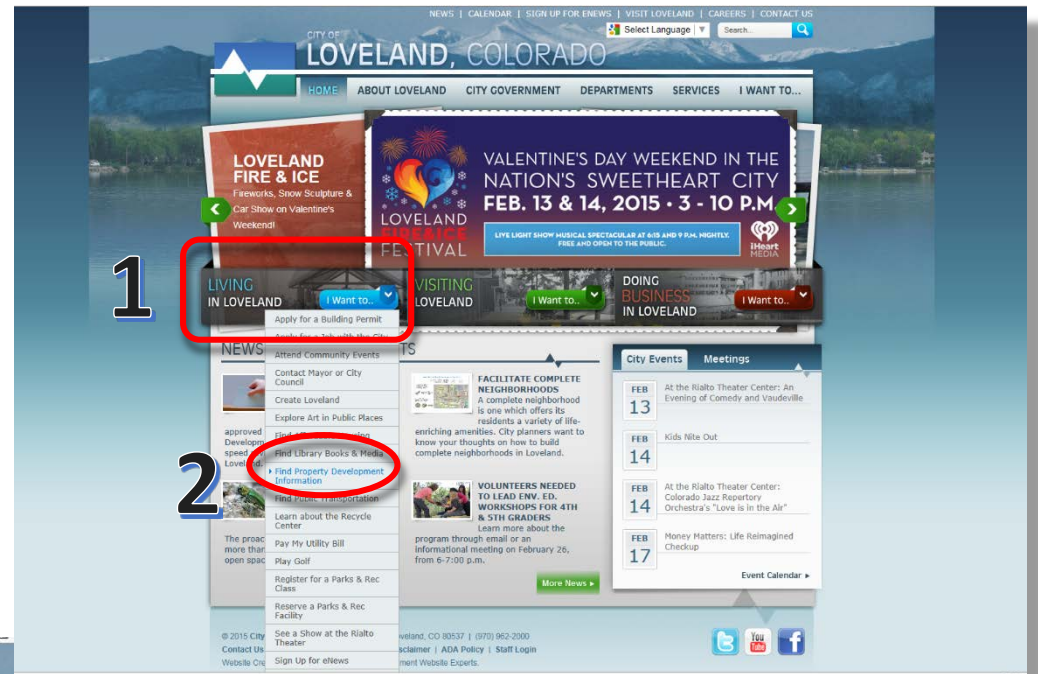 NEWS | CALENDAR | SIGN UP FOR ENEWS | VISIT LOVELAND | CAREERS | CONTACT US
Select Language
Search...
CITY OF
LOVELAND, COLORADO
HOME ABOUT LOVELAND CITY GOVERNMENT DEPARTMENTS SERVICES I WANT TO...
LOVELAND
FIRE & ICE
Fireworks, Snow Sculpture &
Car Show on Valentine's
Weekend!
LOVELAND
FIRE & ICE
FESTIVAL
VALENTINE'S DAY WEEKEND IN THE
NATION'S SWEETHEART CITY
FEB. 13 & 14, 2015 • 3 - 10 P.M.
LIVE LIGHT SHOW MUSICAL SPECTACULAR AT 6:15 AND 9 P.M. NIGHTLY.
FREE AND OPEN TO THE PUBLIC.
iHeart
MEDIA
1
LIVING
IN LOVELAND
I Want to..
VISITING
LOVELAND
I Want to..
DOING
BUSINESS
IN LOVELAND
I Want to..
Apply for a Building Permit
Apply for a Job with the City
Attend Community Events
Contact Mayor or City
Council
Create Loveland
Explore Art in Public Places
Find Library Books & Media
2
Find Property Development
Information
Find Public Transportation
Learn about the Recycle
Center
Pay My Utility Bill
Play Golf
Register for a Parks & Rec
Class
Reserve a Parks & Rec
Facility
See a Show at the Rialto
Theater
Sign Up for eNews
NEWS
TS
approved
Developm
speed
Loveland.
The proac
more than
open spac
FACILITATE COMPLETE
NEIGHBORHOODS
A complete neighborhood
is one which offers its
residents a variety of life-
enriching amenities. City planners want to
know your thoughts on how to build
complete neighborhoods in Loveland.
VOLUNTEERS NEEDED
TO LEAD ENV. ED.
WORKSHOPS FOR 4TH
& 5TH GRADERS
Learn more about the
program through email or an
informational meeting on February 26,
from 6-7:00 p.m.
More News
City Events Meetings
FEB
13
At the Rialto Theater Center: An
Evening of Comedy and Vaudeville
FEB
14
Kids Nite Out
FEB
14
At the Rialto Theater Center:
Colorado Jazz Repertory
Orchestra's "Love is in the Air"
FEB
17
Money Matters: Life Reimagined
Checkup
Event Calendar
© 2015 City
veland, CO 80537 | (970) 962-2000
Contact Us
sclaimer | ADA Policy | Staff Login
Website Cre
ment Website Experts.
You
Tube